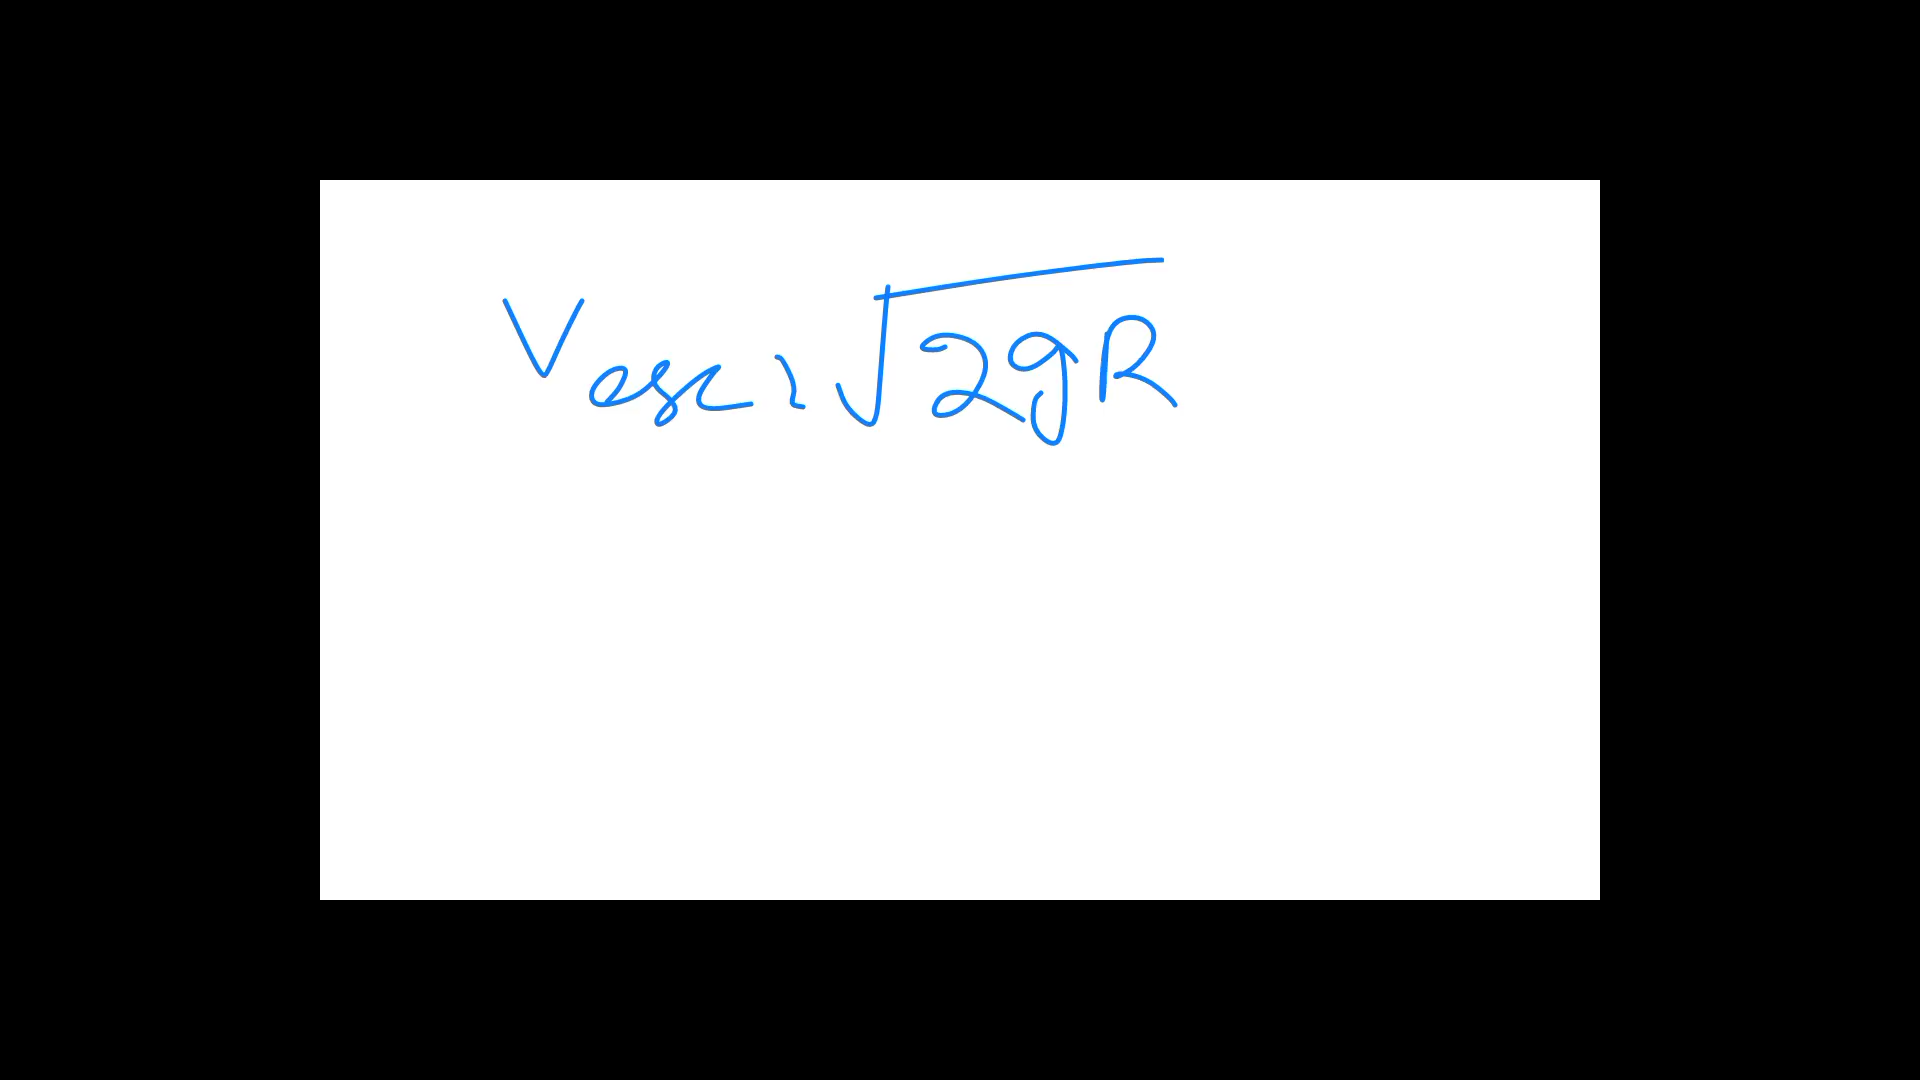 Vesc = √2gR